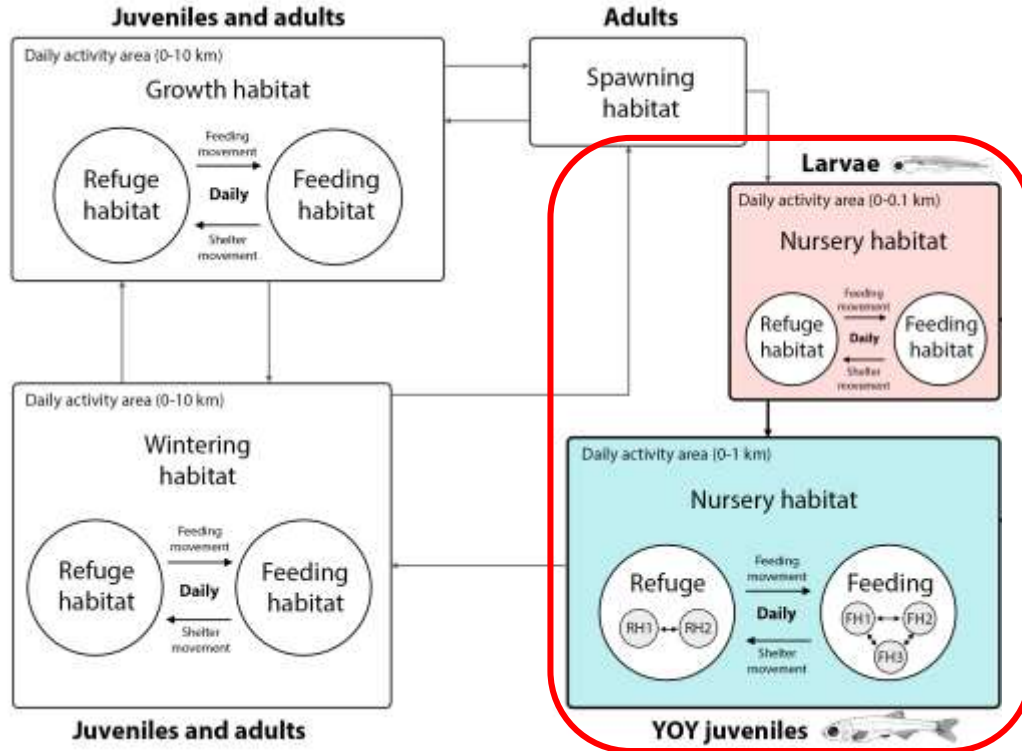 Juveniles and adults
Daily activity area (0-10 km)
Growth habitat
Refuge
habitat
Feeding
movement
Daily
Shelter
movement
Feeding
habitat
Adults
Spawning
habitat
Larvae
Daily activity area (0-0.1 km)
Nursery habitat
Refuge
habitat
Feeding
movement
Daily
Shelter
movement
Feeding
habitat
Daily activity area (0-10 km)
Wintering
habitat
Refuge
habitat
Feeding
movement
Daily
Shelter
movement
Feeding
habitat
Juveniles and adults
Daily activity area (0-1 km)
Nursery habitat
Refuge
RH1
RH2
Feeding
movement
Daily
Shelter
movement
Feeding
FH1
FH2
FH3
YOY juveniles